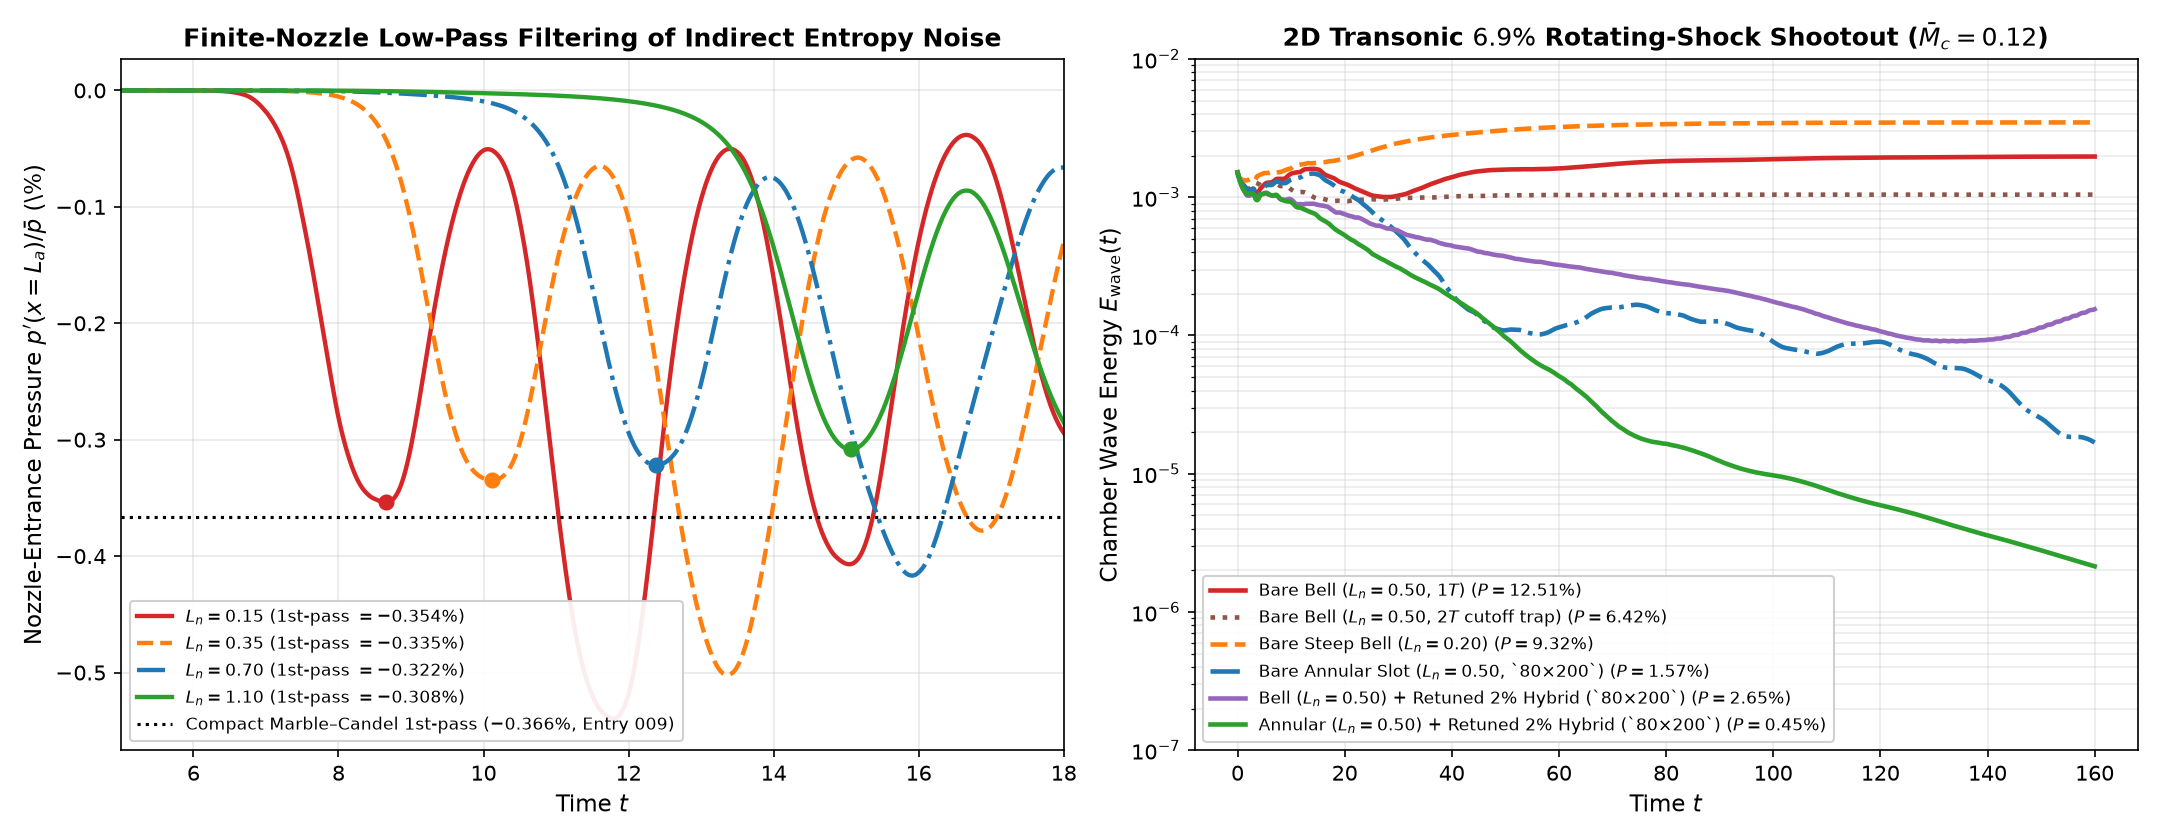 Finite-Nozzle Low-Pass Filtering of Indirect Entropy Noise
Nozzle-Entrance Pressure p′(x = Lₐ)/p̄ (\%)
0.0
−0.1
−0.2
−0.3
−0.4
−0.5
Lₙ = 0.15 (1st-pass = −0.354%)
Lₙ = 0.35 (1st-pass = −0.335%)
Lₙ = 0.70 (1st-pass = −0.322%)
Lₙ = 1.10 (1st-pass = −0.308%)
Compact Marble–Candel 1st-pass (−0.366%, Entry 009)
6 8 10 12 14 16 18
Time t
2D Transonic 6.9% Rotating-Shock Shootout (M̄_c = 0.12)
Chamber Wave Energy E_wave(t)
10⁻²
10⁻³
10⁻⁴
10⁻⁵
10⁻⁶
10⁻⁷
Bare Bell (Lₙ = 0.50, 1T) (P = 12.51%)
Bare Bell (Lₙ = 0.50, 2T cutoff trap) (P = 6.42%)
Bare Steep Bell (Lₙ = 0.20) (P = 9.32%)
Bare Annular Slot (Lₙ = 0.50, `80×200`) (P = 1.57%)
Bell (Lₙ = 0.50) + Retuned 2% Hybrid (`80×200`) (P = 2.65%)
Annular (Lₙ = 0.50) + Retuned 2% Hybrid (`80×200`) (P = 0.45%)
0 20 40 60 80 100 120 140 160
Time t